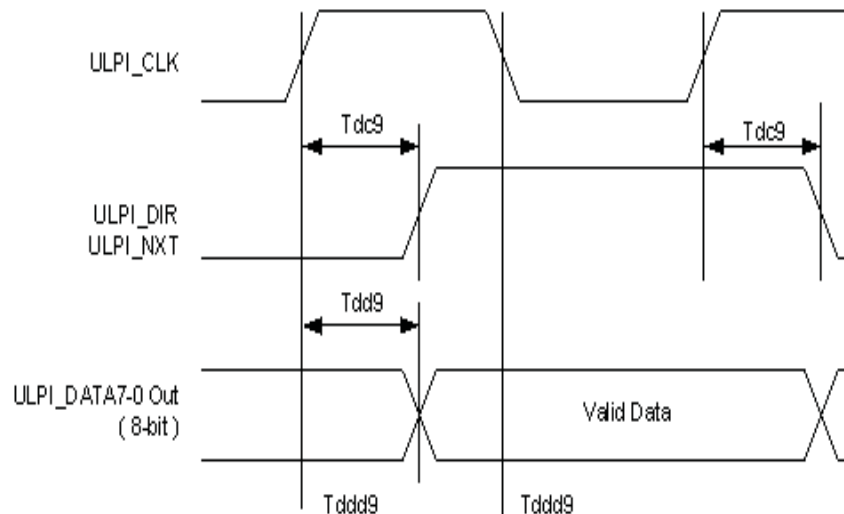 ULPI_CLK
Tdc9
Tdc9
ULPI_DIR
ULPI_NXT
Tdd9
ULPI_DATA7-0 Out
( 8-bit )
Valid Data
Tddd9
Tddd9